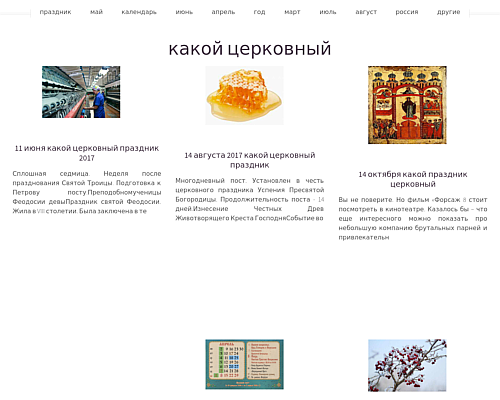 праздник май календарь июнь апрель год март июль август россия другие
какой церковный
11 июня какой церковный праздник
2017
Сплошная седмица. Неделя после
празднования Святой Троицы. Подготовка к
Петрову посту.Преподобномученицы
Феодосии девыПраздник святой Феодосии.
Жила в VIII столетии. Была заключена в те
14 августа 2017 какой церковный
праздник
Многодневный пост. Установлен в честь
церковного праздника Успения Пресвятой
Богородицы. Продолжительность поста - 14
дней.Изнесение Честных Древ
Животворящего Креста ГосподняСобытие во
14 октября какой праздник
церковный
Вы не поверите. Но фильм «Форсаж 8 стоит
посмотреть в кинотеатре. Казалось бы – что
еще интересного можно показать про
небольшую компанию брутальных парней и
привлекательн
АПРЕЛЬ